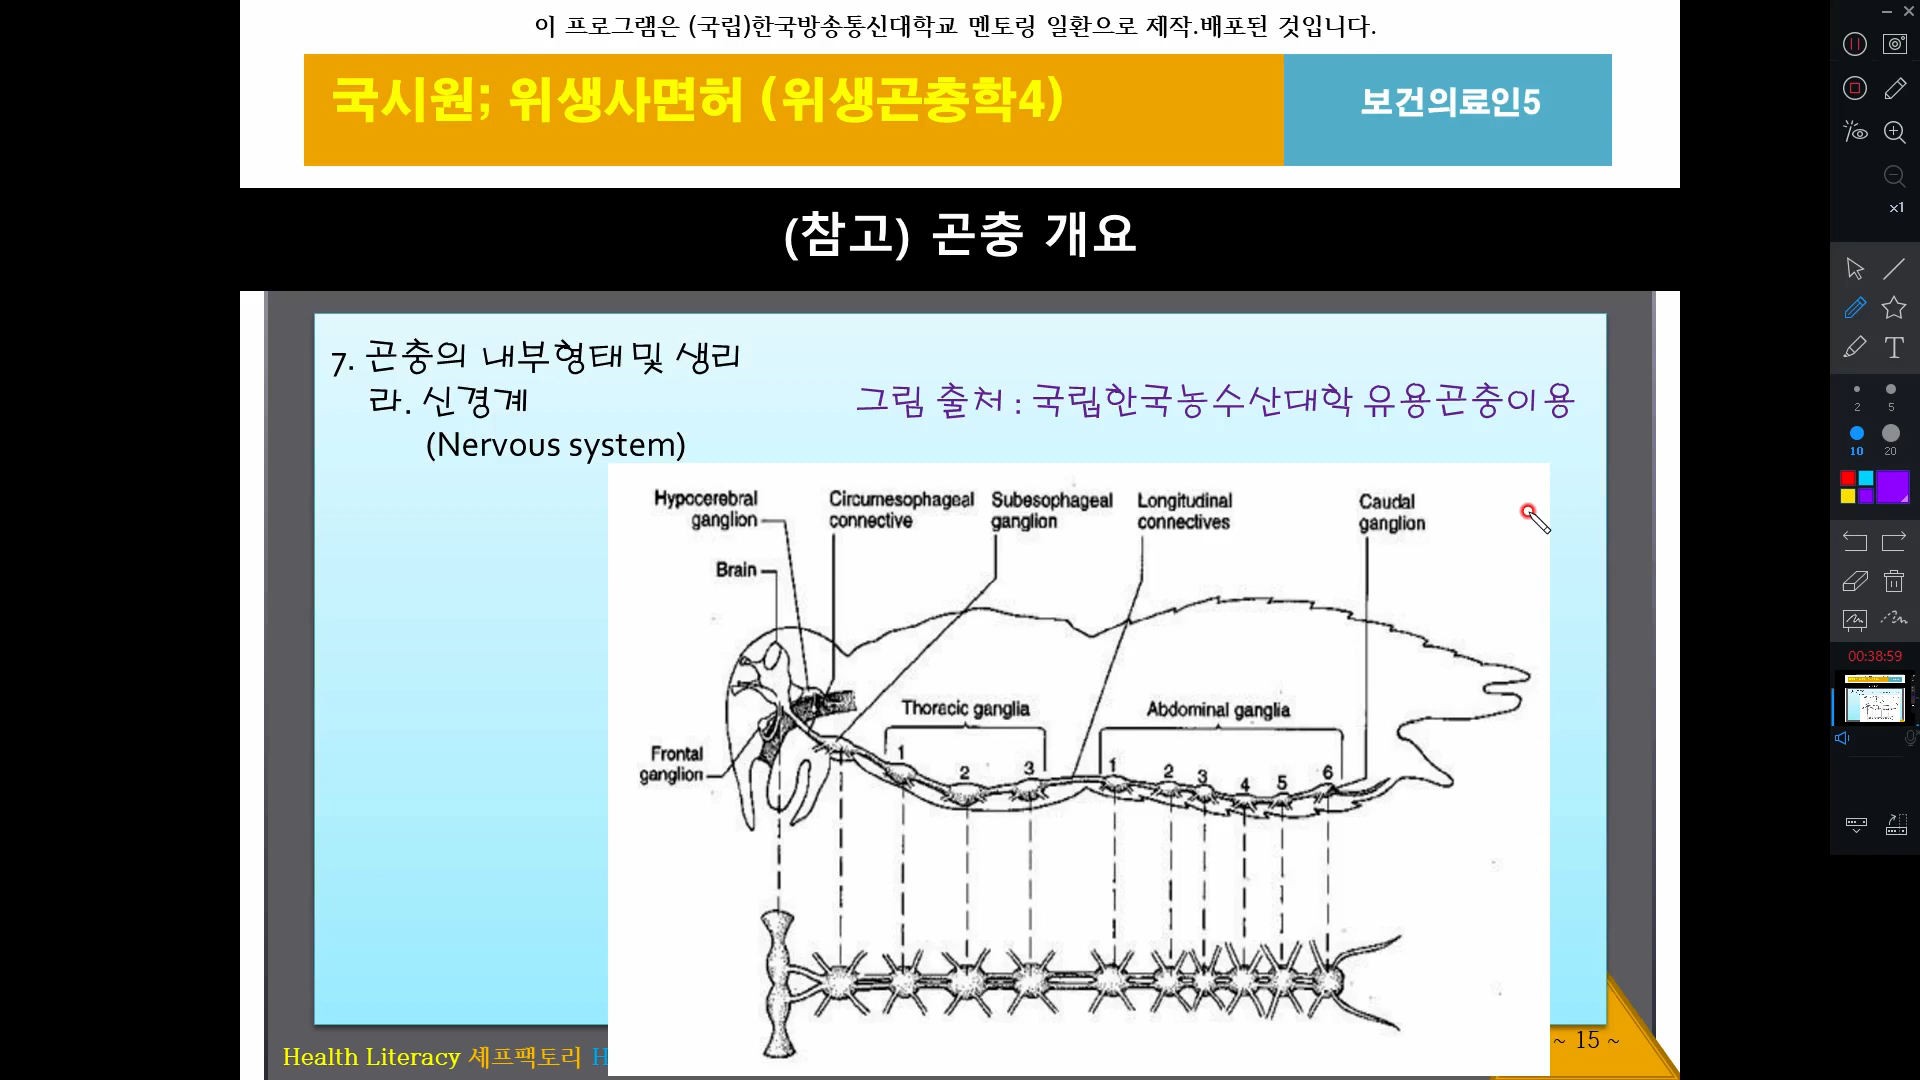 이 프로그램은 (국립)한국방송통신대학교 멘토링 일환으로 제작.배포된 것입니다.
국시원; 위생사면허 (위생곤충학4)
보건의료인5
(참고) 곤충 개요
7. 곤충의 내부형태 및 생리
라. 신경계
그림 출처 : 국립한국농수산대학 유용곤충이용
(Nervous system)
Hypocerebral
ganglion
Circumesophageal
connective
Subesophageal
ganglion
Longitudinal
connectives
Caudal
ganglion
Brain
Thoracic ganglia
Abdominal ganglia
Frontal
ganglion
1 2 3 1 2 3 4 5 6
Health Literacy 셰프팩토리 H
~ 15 ~
x1
T
2 5
10 20
00:38:59